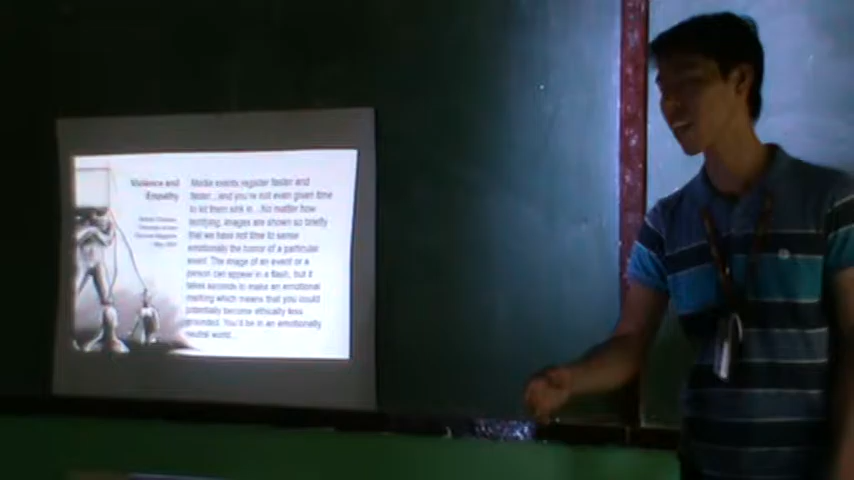 Violence and
Empathy
Media events register faster and
faster...and you're not even given time
to let them sink in...No matter how
terrifying, images are shown so briefly
that we have not time to sense
emotionally the horror of a particular
event. The image of an event or a
person can appear in a flash, but it
takes seconds to make an emotional
which means that you could
potentially become ethically less
grounded. You'd be in an emotionally
neutral world...